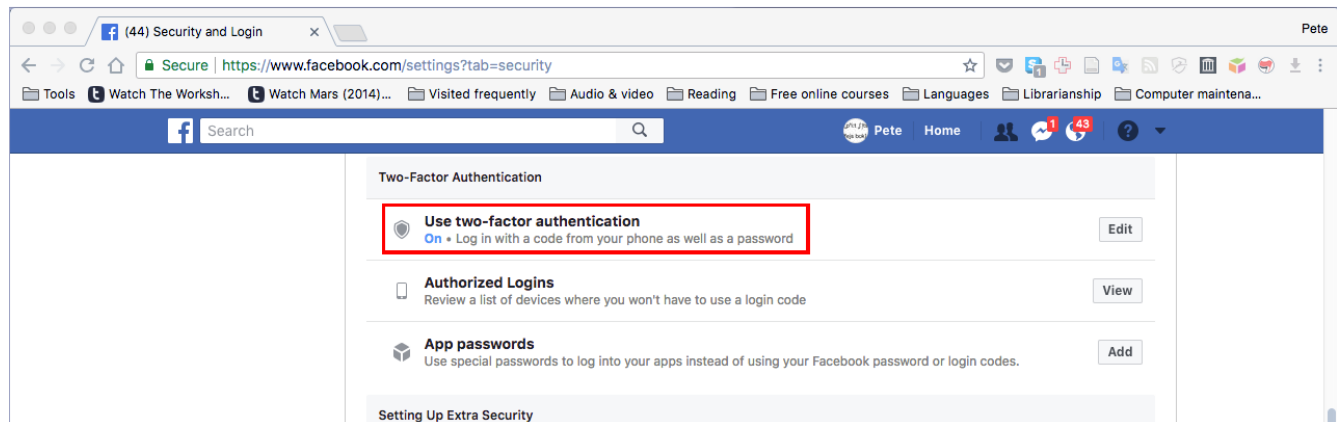 (44) Security and Login
Pete
Secure | https://www.facebook.com/settings?tab=security
Tools Watch The Worksh... Watch Mars (2014)... Visited frequently Audio & video Reading Free online courses Languages Librarianship Computer maintena...
Search Pete Home 1 43
Two-Factor Authentication
Use two-factor authentication
On • Log in with a code from your phone as well as a password
Edit
Authorized Logins
Review a list of devices where you won't have to use a login code
View
App passwords
Use special passwords to log into your apps instead of using your Facebook password or login codes.
Add
Setting Up Extra Security